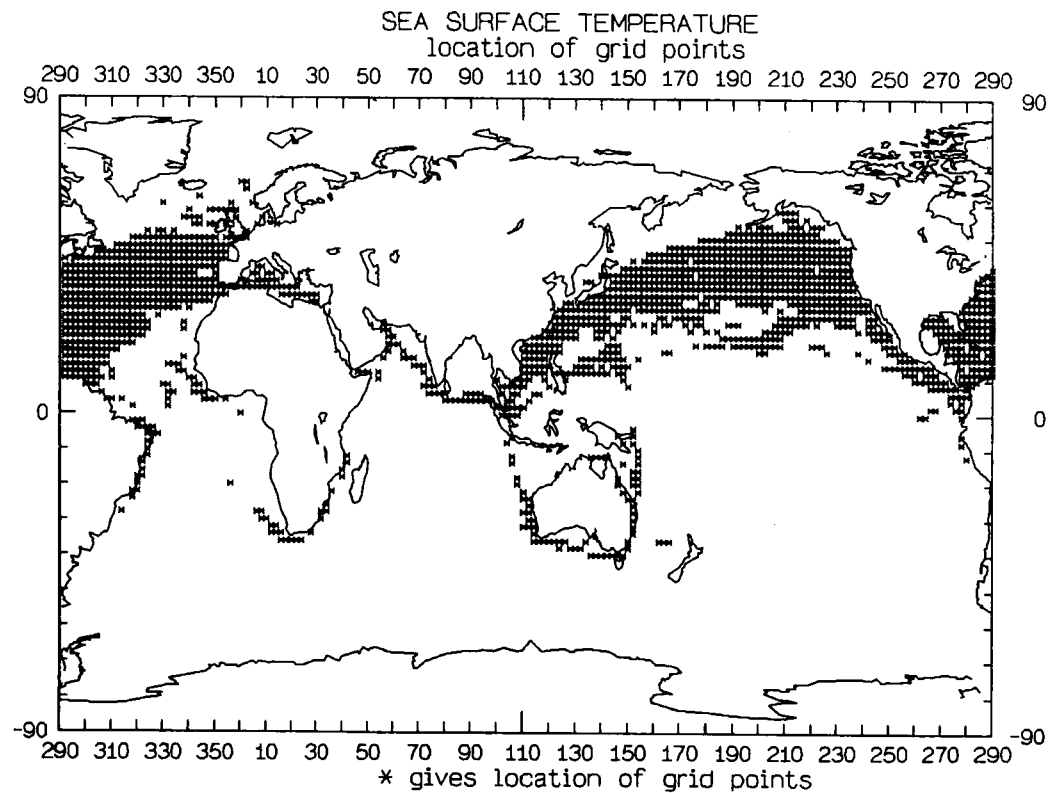 SEA SURFACE TEMPERATURE
location of grid points
290 310 330 350 10 30 50 70 90 110 130 150 170 190 210 230 250 270 290
90 90
0 0
-90 -90
290 310 330 350 10 30 50 70 90 110 130 150 170 190 210 230 250 270 290
* gives location of grid points